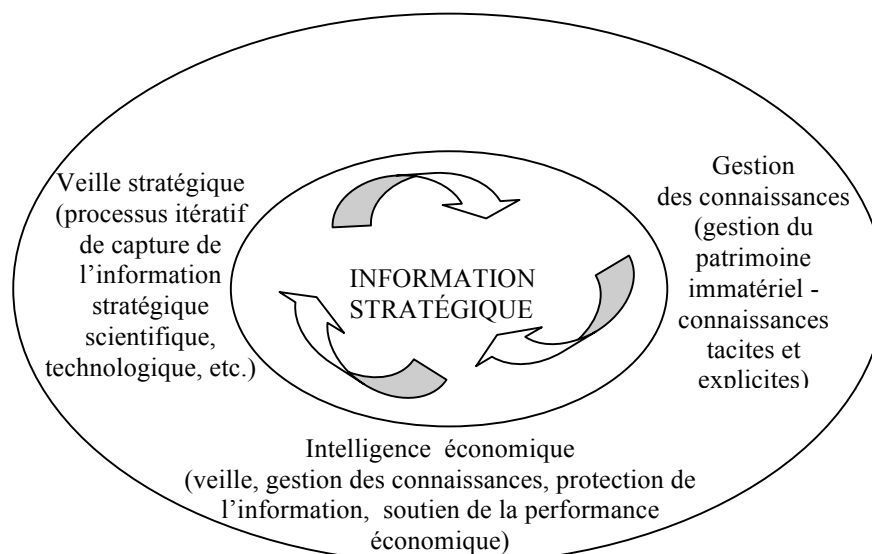 Veille stratégique
(processus itératif
de capture de
l’information
stratégique
scientifique,
technologique, etc.)
INFORMATION
STRATÉGIQUE
Gestion
des connaissances
(gestion du
patrimoine
immatériel -
connaissances
tacites et
explicites)
Intelligence économique
(veille, gestion des connaissances, protection de
l’information, soutien de la performance
économique)